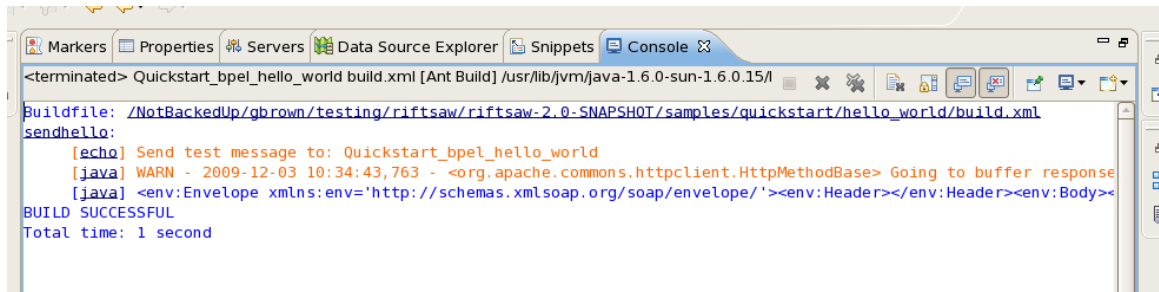 Markers Properties Servers Data Source Explorer Snippets Console
<terminated> Quickstart_bpel_hello_world build.xml [Ant Build] /usr/lib/jvm/java-1.6.0-sun-1.6.0.15/
Buildfile: /NotBackedUp/gbrown/testing/riftsaw/riftsaw-2.0-SNAPSHOT/samples/quickstart/hello_world/build.xml
sendhello:
[echo] Send test message to: Quickstart_bpel_hello_world
[java] WARN - 2009-12-03 10:34:43,763 - <org.apache.commons.httpclient.HttpMethodBase> Going to buffer response
[java] <env:Envelope xmlns:env='http://schemas.xmlsoap.org/soap/envelope/'><env:Header></env:Header><env:Body><
BUILD SUCCESSFUL
Total time: 1 second